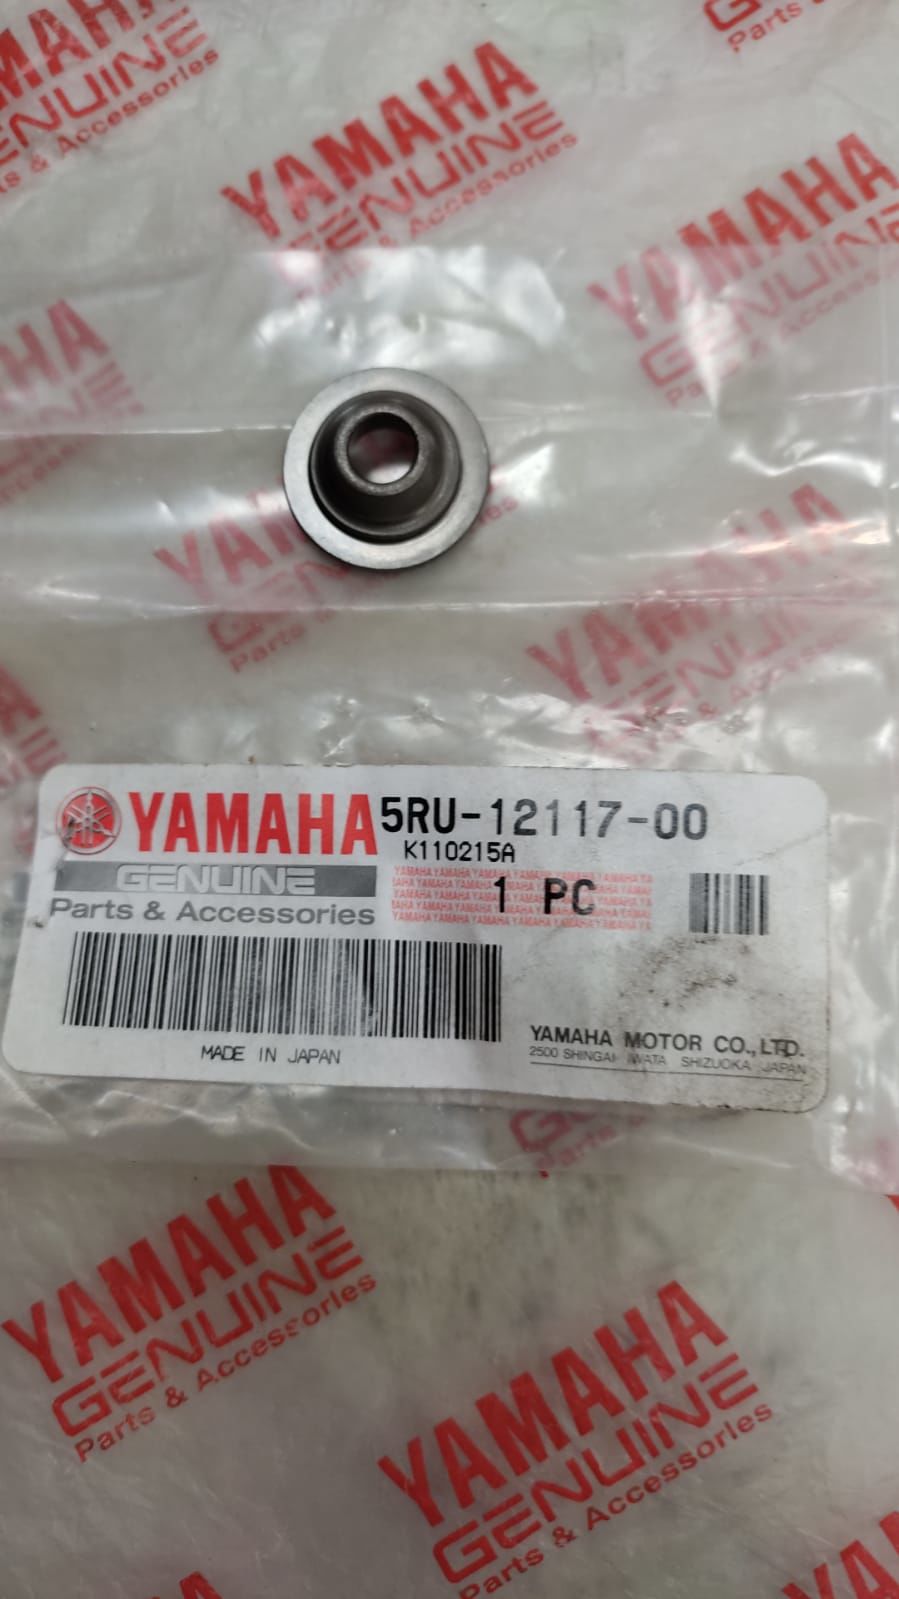 YAMAHA
GENUINE
Parts & Accessories
YAMAHA
GENUINE
Parts & Accessories
YAMAHA
GENUINE
YAMAHA 5RU-12117-00
K110215A
GENUINE
1 PC
Parts & Accessories
MADE IN JAPAN
YAMAHA MOTOR CO.,LTD.
2500 SHINGAI IWATA SHIZUOKA JAPAN
YAMAHA
GENUINE
Parts & Accessories
YAMAHA
GENUINE
Parts & Accessories